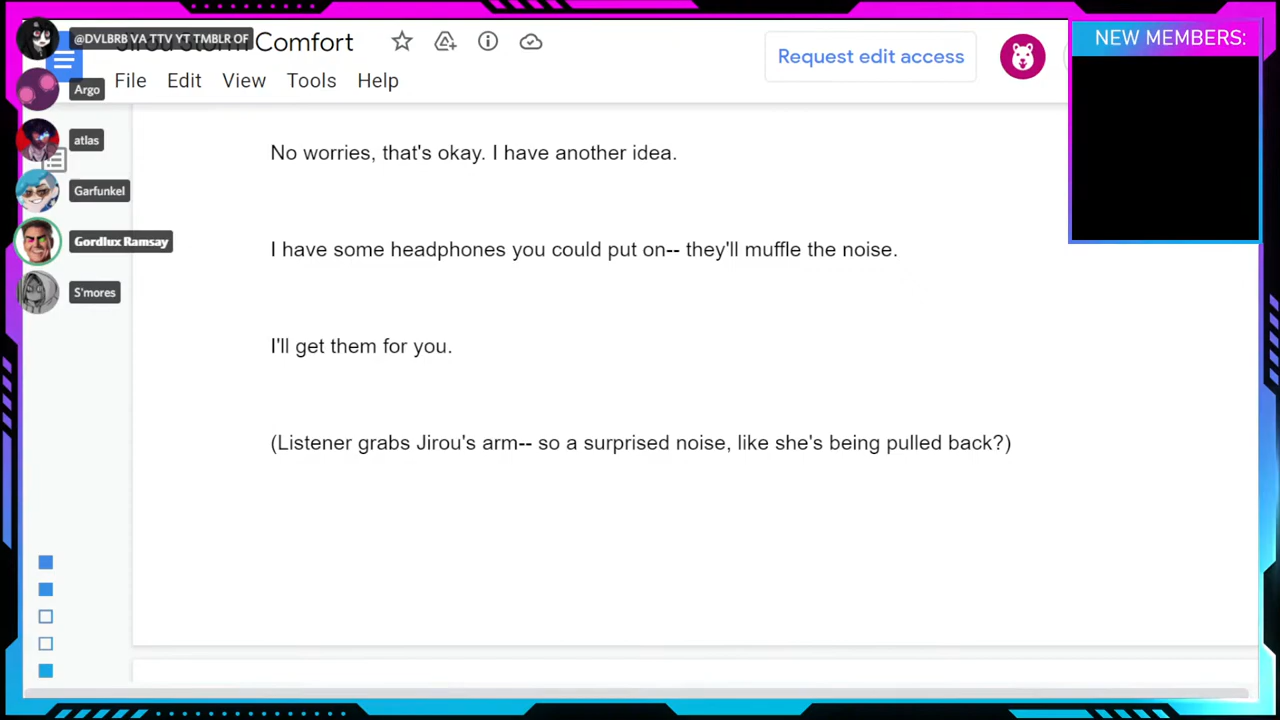 @DVLBRB VA TTV YT TMBLR OF
Comfort
Request edit access
NEW MEMBERS:
File Edit View Tools Help
Argo
atlas
Garfunkel
Gordlux Ramsay
S'mores
No worries, that's okay. I have another idea.
I have some headphones you could put on-- they'll muffle the noise.
I'll get them for you.
(Listener grabs Jirou's arm-- so a surprised noise, like she's being pulled back?)